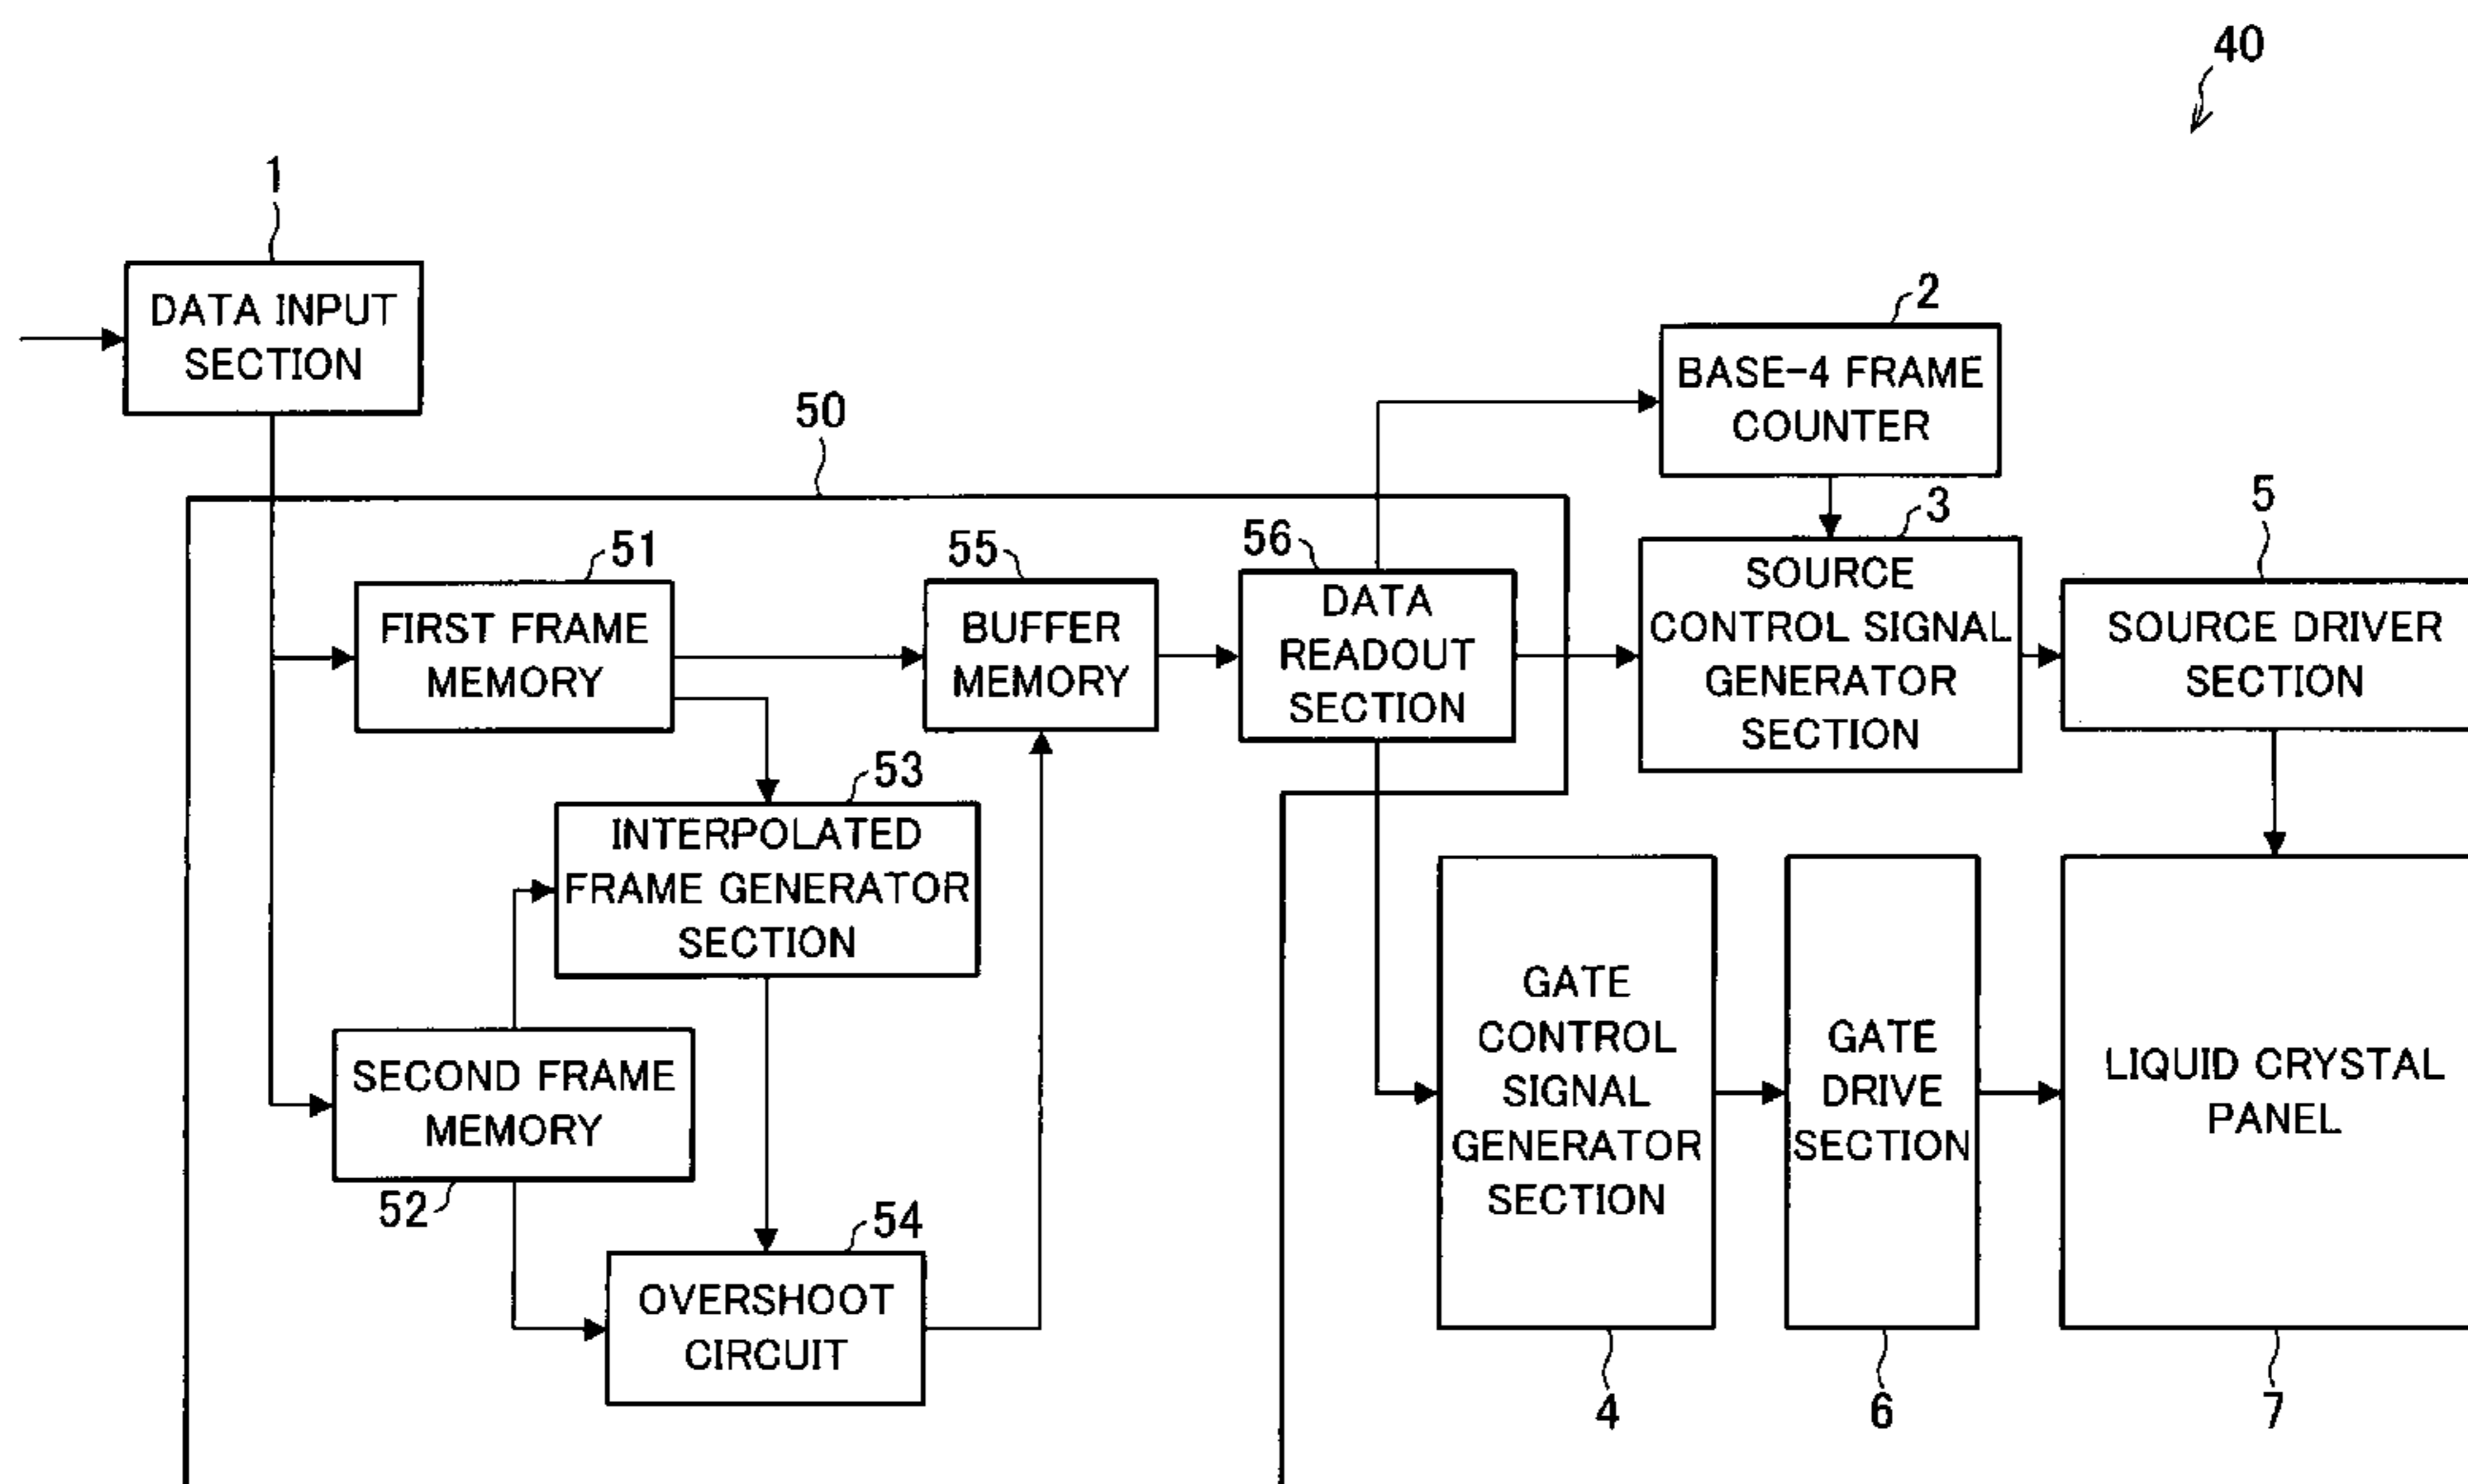 40
1
DATA INPUT
SECTION
2
BASE-4 FRAME
COUNTER
50
51
FIRST FRAME
MEMORY
55
BUFFER
MEMORY
56
DATA
READOUT
SECTION
3
SOURCE
CONTROL SIGNAL
GENERATOR
SECTION
5
SOURCE DRIVER
SECTION
53
INTERPOLATED
FRAME GENERATOR
SECTION
SECOND FRAME
MEMORY
52
54
OVERSHOOT
CIRCUIT
GATE
CONTROL
SIGNAL
GENERATOR
SECTION
4
GATE
DRIVE
SECTION
6
LIQUID CRYSTAL
PANEL
7